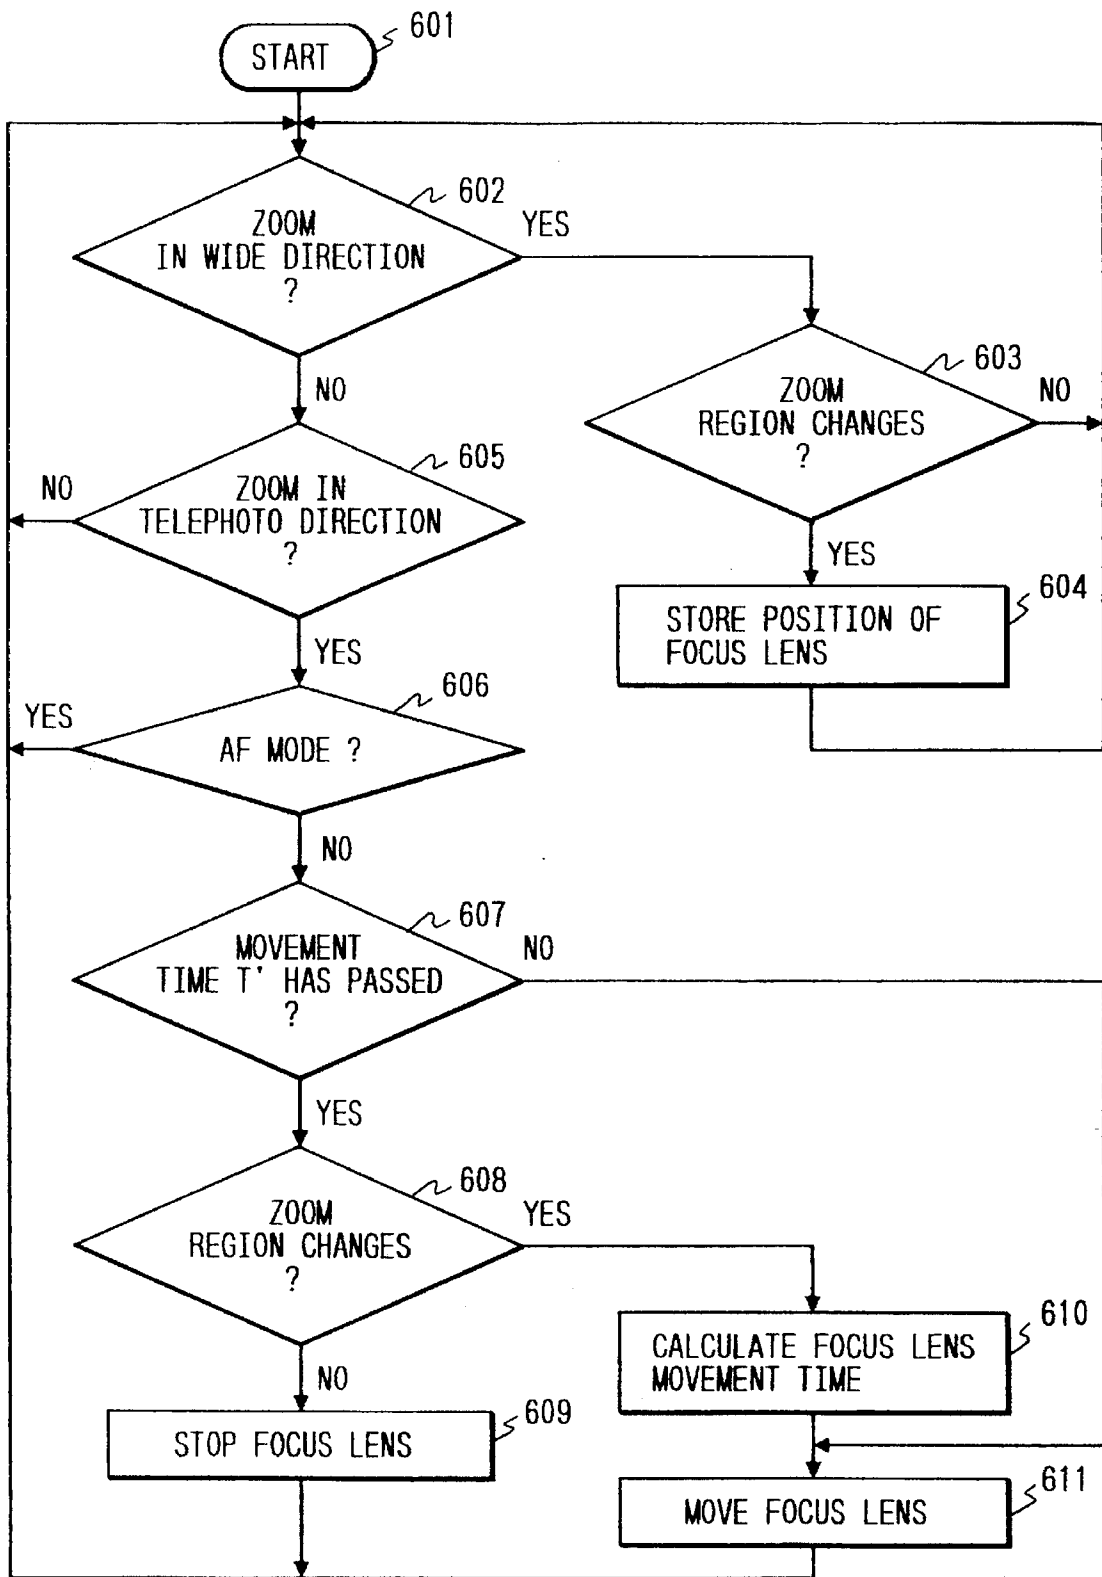 START
601
602
ZOOM
IN WIDE DIRECTION
?
YES
NO
603
ZOOM
REGION CHANGES
?
NO
YES
604
STORE POSITION OF
FOCUS LENS
605
ZOOM IN
TELEPHOTO DIRECTION
?
NO
YES
606
AF MODE ?
YES
NO
607
MOVEMENT
TIME T' HAS PASSED
?
NO
YES
608
ZOOM
REGION CHANGES
?
YES
NO
609
STOP FOCUS LENS
610
CALCULATE FOCUS LENS
MOVEMENT TIME
611
MOVE FOCUS LENS